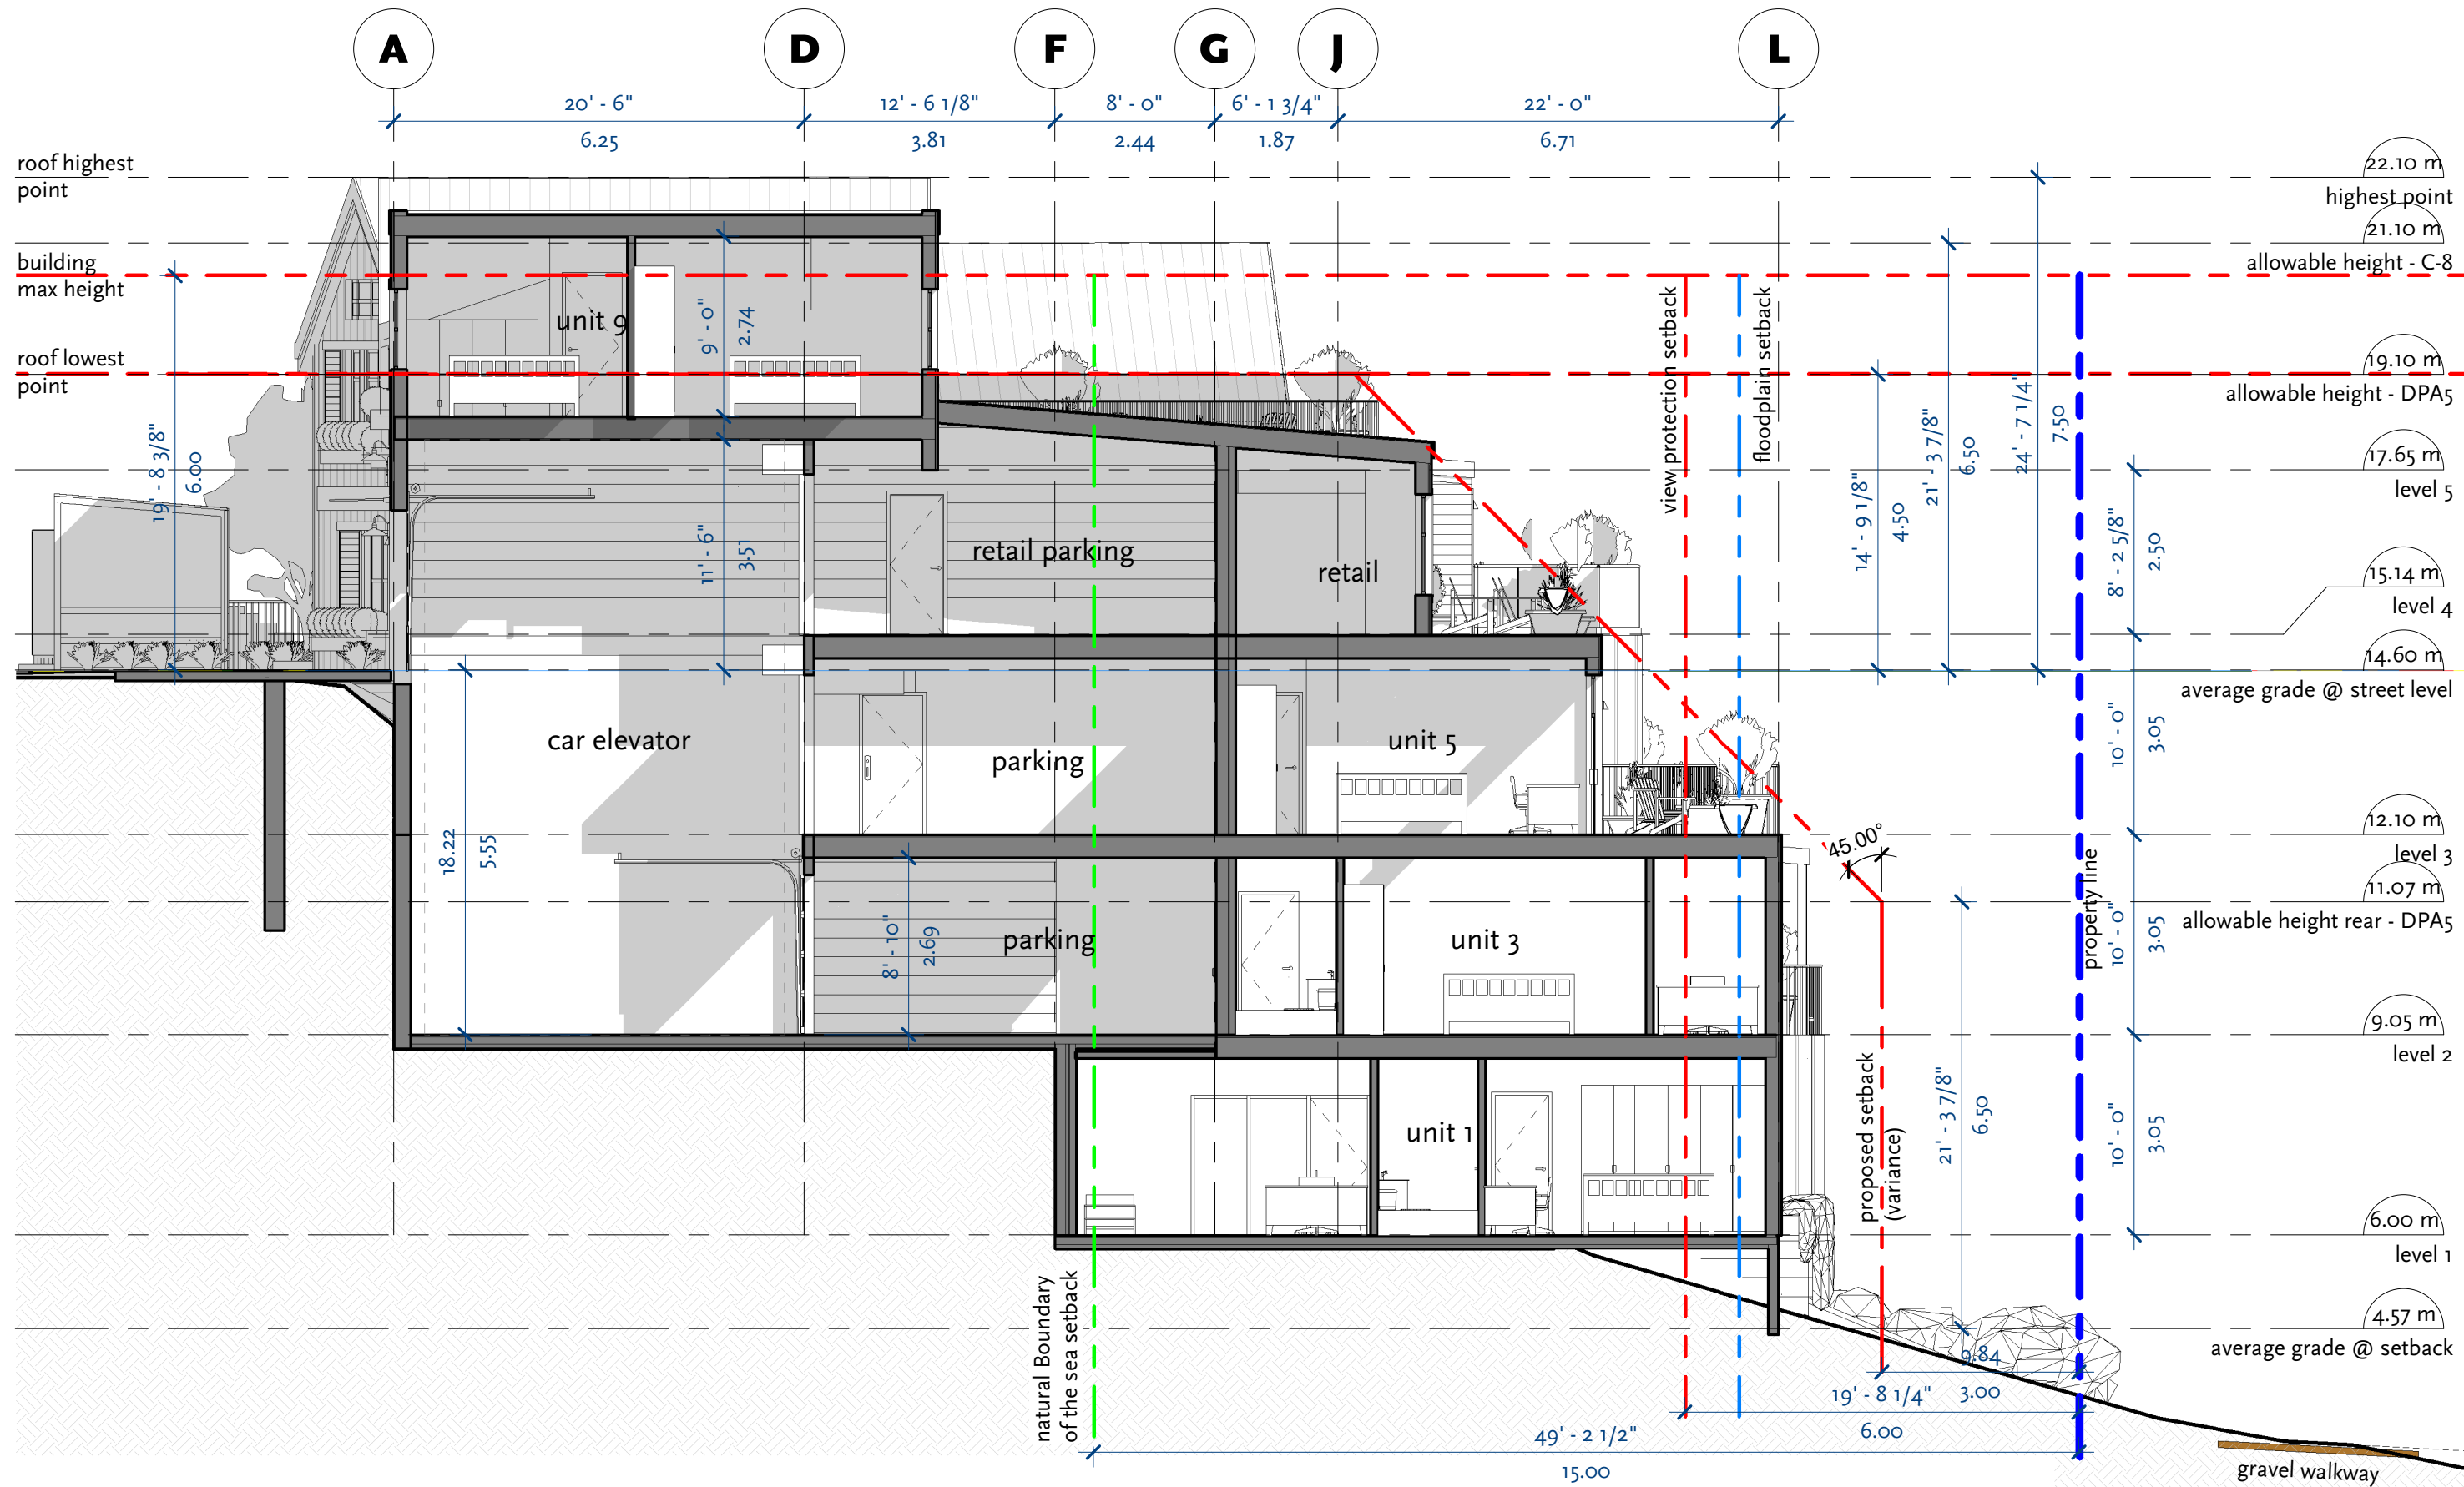 A
D
F
G
J
L
20' - 6"
12' - 6 1/8"
8' - 0"
6' - 1 3/4"
22' - 0"
6.25
3.81
2.44
1.87
6.71
roof highest
point
22.10 m
highest point
21.10 m
building
max height
allowable height - C-8
view protection setback
floodplain setback
unit 9
9' - 0"
2.74
roof lowest
point
19.10 m
allowable height - DPA5
19' - 8 3/8"
6.00
14' - 9 1/8"
4.50
21' - 3 7/8"
6.50
24' - 7 1/4"
7.50
17.65 m
level 5
11' - 6"
3.51
retail parking
retail
8' - 2 5/8"
2.50
15.14 m
level 4
14.60 m
average grade @ street level
car elevator
parking
unit 5
10' - 0"
3.05
18.22
5.55
45.00°
12.10 m
level 3
11.07 m
allowable height rear - DPA5
property line
8' - 10"
2.69
parking
unit 3
10' - 0"
3.05
9.05 m
level 2
proposed setback
(variance)
21' - 3 7/8"
6.50
unit 1
10' - 0"
3.05
6.00 m
level 1
natural Boundary
of the sea setback
4.57 m
average grade @ setback
9.84
3.00
19' - 8 1/4"
6.00
49' - 2 1/2"
15.00
gravel walkway